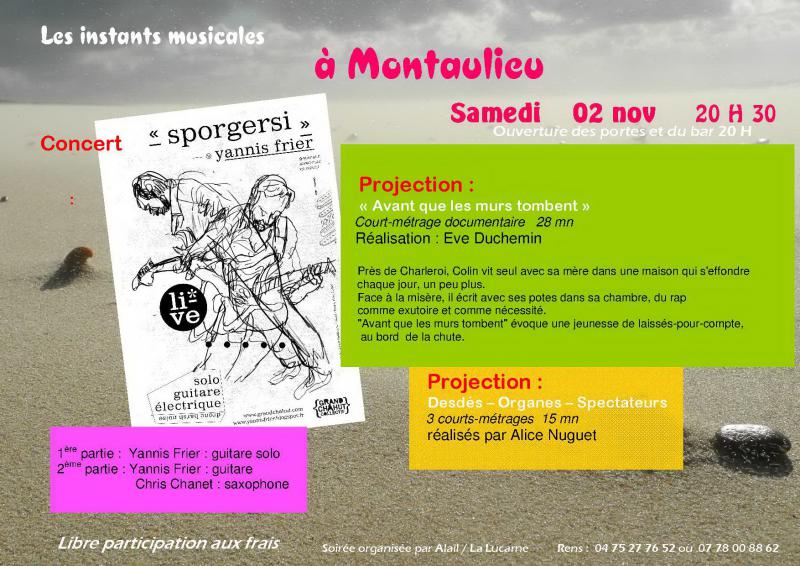 Les instants musicales
à Montaulieu
Samedi 02 nov 20 H 30
Ouverture des portes et du bar 20 H
Concert
:
« sporgersi »
yannis frier
li*ve
solo
guitare
électrique
www.grandchahut.com
GRAND CHAHUT COLLECTIF
Projection :
« Avant que les murs tombent »
Court-métrage documentaire 28 mn
Réalisation : Eve Duchemin
Près de Charleroi, Colin vit seul avec sa mère dans une maison qui s'effondre
chaque jour, un peu plus.
Face à la misère, il écrit avec ses potes dans sa chambre, du rap
comme exutoire et comme nécessité.
"Avant que les murs tombent" évoque une jeunesse de laissés-pour-compte,
au bord de la chute.
Projection :
Desdés – Organes – Spectateurs
3 courts-métrages 15 mn
réalisés par Alice Nuguet
1ère partie : Yannis Frier : guitare solo
2ème partie : Yannis Frier : guitare
Chris Chanet : saxophone
Libre participation aux frais
Soirée organisée par Alaïl / La Lucarne
Rens : 04 75 27 76 52 ou 07 78 00 88 62